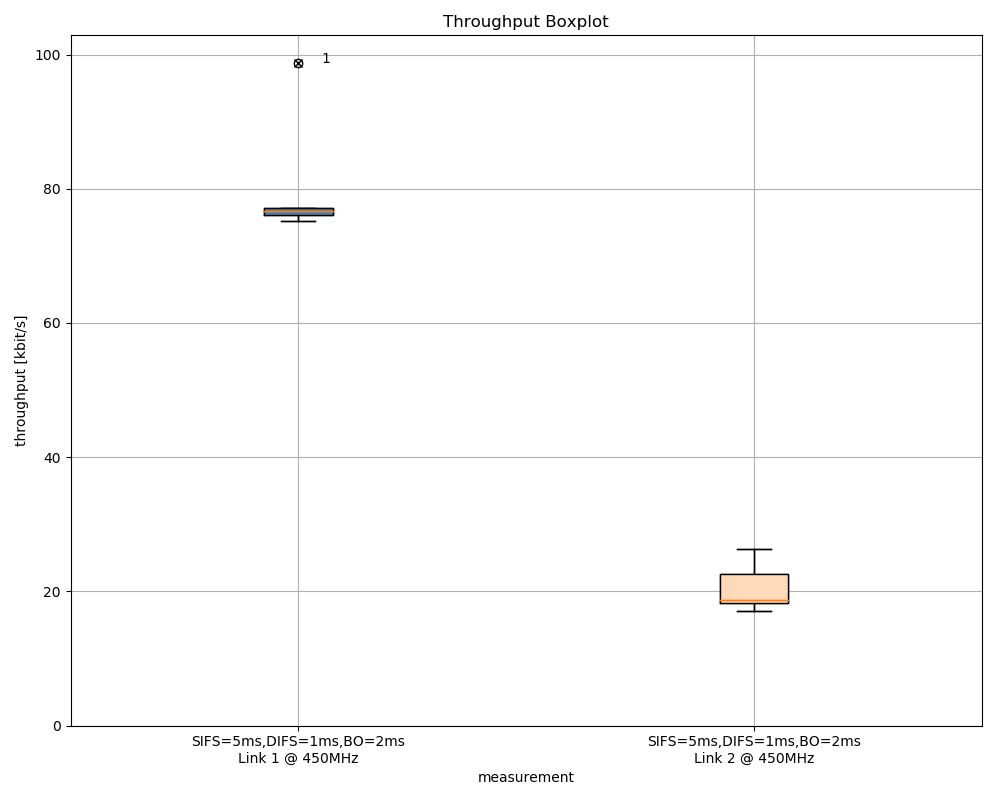 Throughput Boxplot
100
1
80
60
throughput [kbit/s]
40
20
0
SIFS=5ms,DIFS=1ms,BO=2ms
Link 1 @ 450MHz
SIFS=5ms,DIFS=1ms,BO=2ms
Link 2 @ 450MHz
measurement